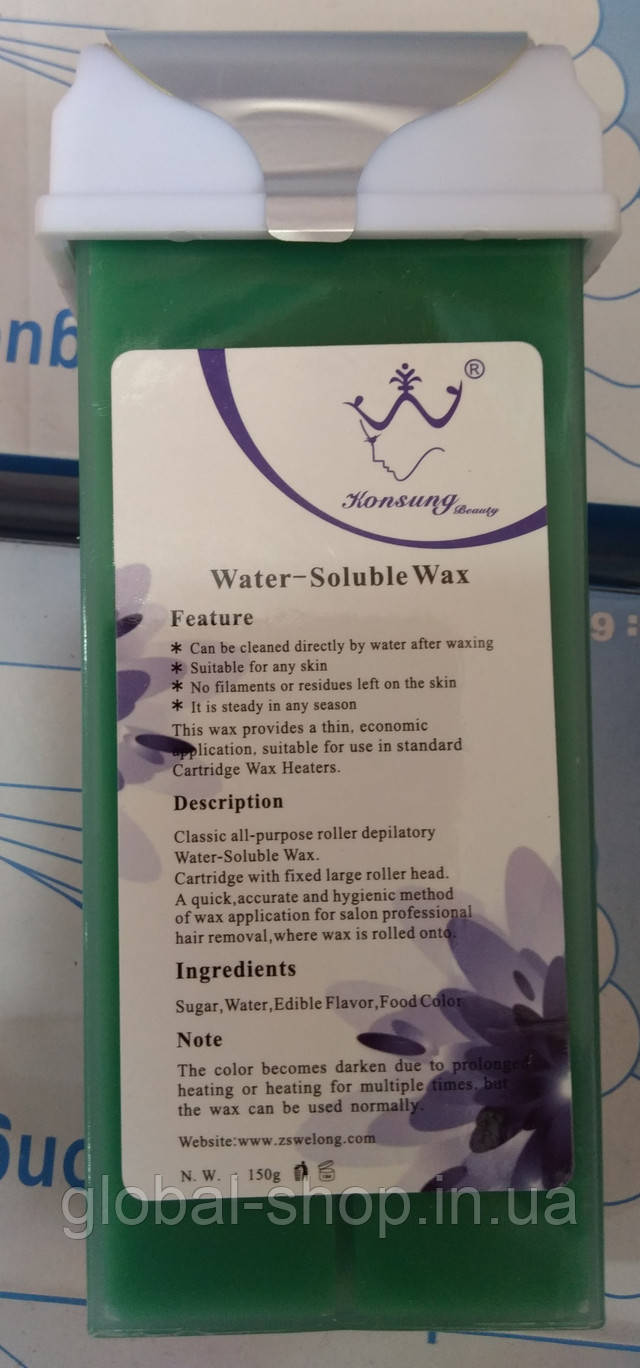 ®
Konsung Beauty
Water-Soluble Wax
Feature
* Can be cleaned directly by water after waxing
* Suitable for any skin
* No filaments or residues left on the skin
* It is steady in any season
This wax provides a thin, economic
application, suitable for use in standard
Cartridge Wax Heaters.
Description
Classic all-purpose roller depilatory
Water-Soluble Wax.
Cartridge with fixed large roller head.
A quick,accurate and hygienic method
of wax application for salon professional
hair removal,where wax is rolled onto.
Ingredients
Sugar,Water,Edible Flavor,Food Color
Note
The color becomes darken due to prolonged
heating or heating for multiple times, but
the wax can be used normally.
Website:www.zswelong.com
N. W. 150g
global-shop.in.ua